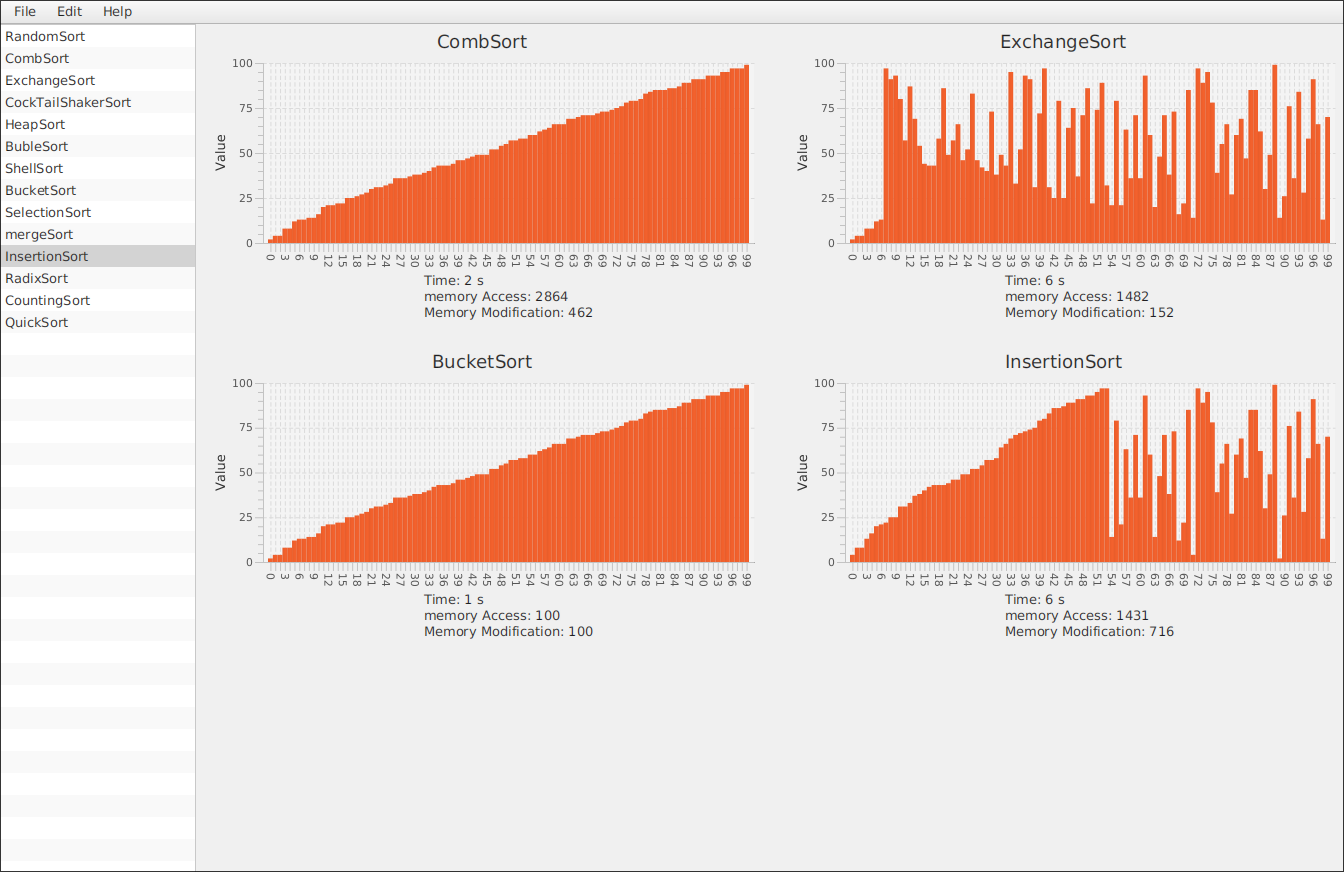 File Edit Help
RandomSort
CombSort
ExchangeSort
CockTailShakerSort
HeapSort
BubleSort
ShellSort
BucketSort
SelectionSort
mergeSort
InsertionSort
RadixSort
CountingSort
QuickSort
CombSort
Value
100
75
50
25
0
0 3 6 9 12 15 18 21 24 27 30 33 36 39 42 45 48 51 54 57 60 63 66 69 72 75 78 81 84 87 90 93 96 99
Time: 2 s
memory Access: 2864
Memory Modification: 462
ExchangeSort
Value
100
75
50
25
0
0 3 6 9 12 15 18 21 24 27 30 33 36 39 42 45 48 51 54 57 60 63 66 69 72 75 78 81 84 87 90 93 96 99
Time: 6 s
memory Access: 1482
Memory Modification: 152
BucketSort
Value
100
75
50
25
0
0 3 6 9 12 15 18 21 24 27 30 33 36 39 42 45 48 51 54 57 60 63 66 69 72 75 78 81 84 87 90 93 96 99
Time: 1 s
memory Access: 100
Memory Modification: 100
InsertionSort
Value
100
75
50
25
0
0 3 6 9 12 15 18 21 24 27 30 33 36 39 42 45 48 51 54 57 60 63 66 69 72 75 78 81 84 87 90 93 96 99
Time: 6 s
memory Access: 1431
Memory Modification: 716